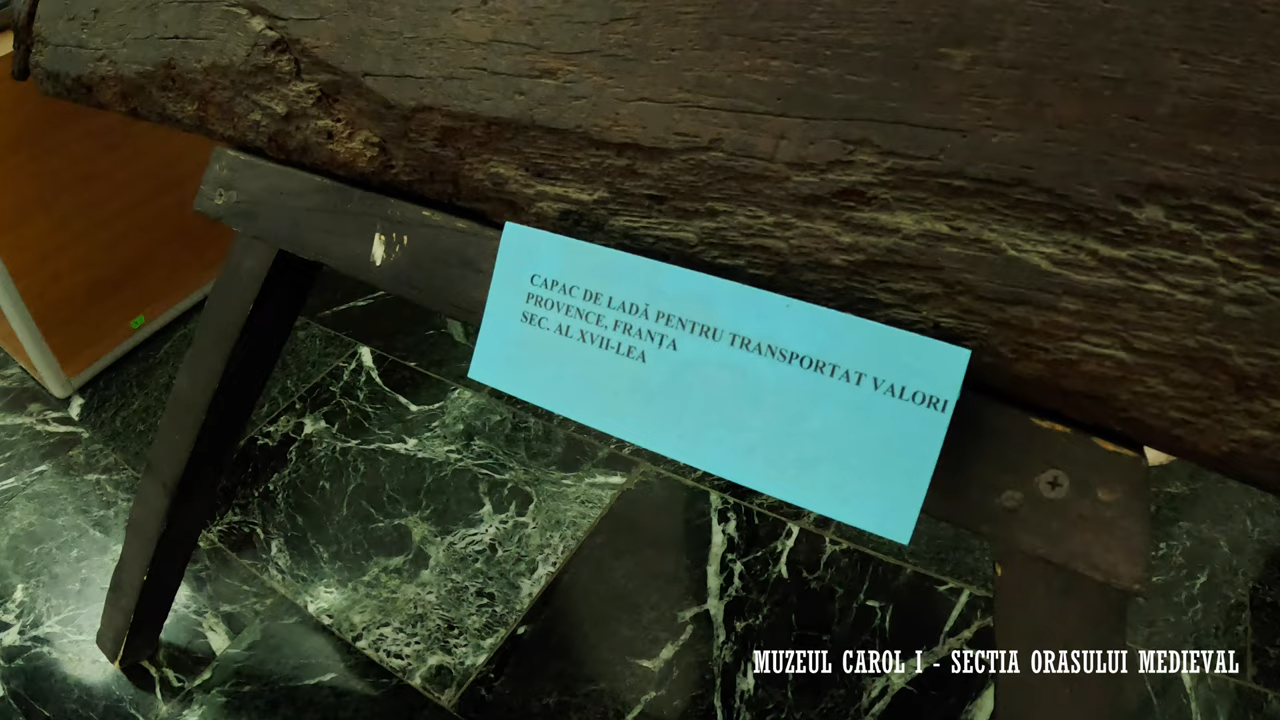 CAPAC DE LADĂ PENTRU TRANSPORTAT VALORI
PROVENCE, FRANȚA
SEC. AL XVII-LEA
MUZEUL CAROL I - SECTIA ORASULUI MEDIEVAL